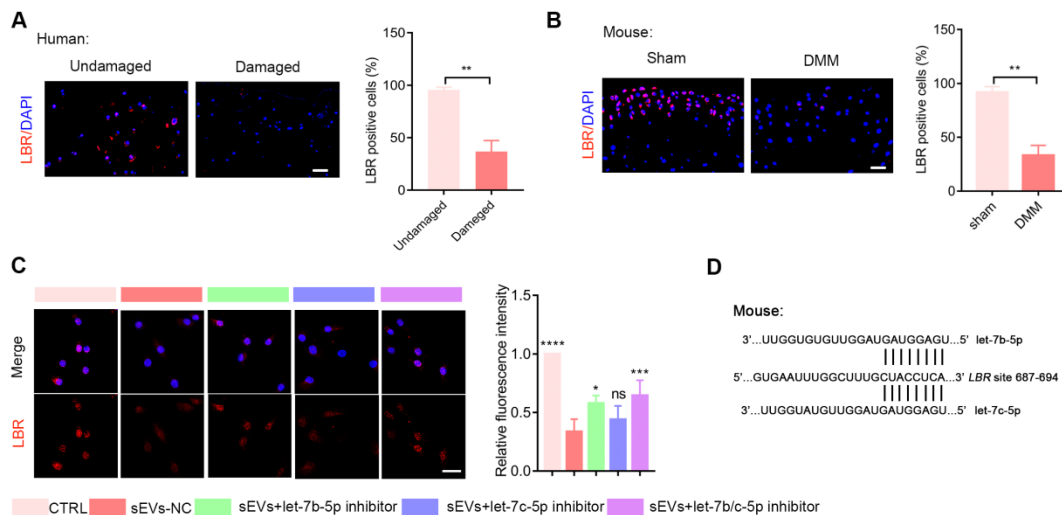 A
Human:
Undamaged
Damaged
LBR/DAPI
LBR positive cells (%)
150
100
50
0
**
Undamaged
Dameged
B
Mouse:
Sham
DMM
LBR/DAPI
LBR positive cells (%)
150
100
50
0
**
sham
DMM
C
Merge
LBR
Relative fluorescence intensity
1.5
1.0
0.5
0.0
****
*
ns
***
CTRL
sEVs-NC
sEVs+let-7b-5p inhibitor
sEVs+let-7c-5p inhibitor
sEVs+let-7b/c-5p inhibitor
D
Mouse:
3'...UUGGUGUGUUGGAUGAUGGAGU...5' let-7b-5p
5'...GUGAAUUUGGCUUUGCUACCUCA...3' LBR site 687-694
3'...UUGGUAUGUUGGAUGAUGGAGU...5' let-7c-5p